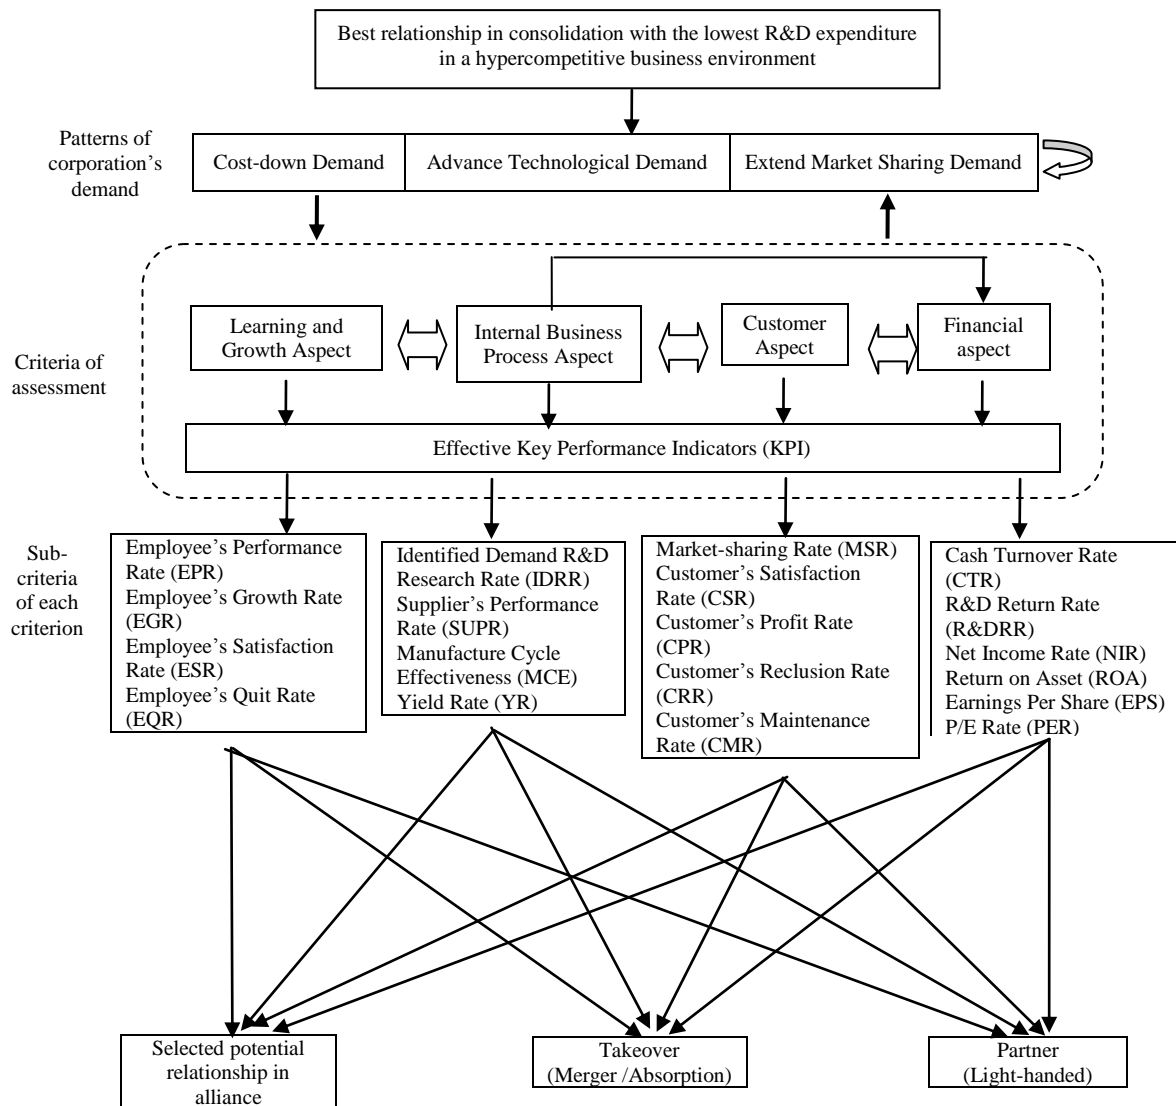 Best relationship in consolidation with the lowest R&D expenditure
in a hypercompetitive business environment
Patterns of
corporation's
demand
Cost-down Demand
Advance Technological Demand
Extend Market Sharing Demand
Criteria of
assessment
Learning and
Growth Aspect
Internal Business
Process Aspect
Customer
Aspect
Financial
aspect
Effective Key Performance Indicators (KPI)
Sub-
criteria
of each
criterion
Employee's Performance
Rate (EPR)
Employee's Growth Rate
(EGR)
Employee's Satisfaction
Rate (ESR)
Employee's Quit Rate
(EQR)
Identified Demand R&D
Research Rate (IDRR)
Supplier's Performance
Rate (SUPR)
Manufacture Cycle
Effectiveness (MCE)
Yield Rate (YR)
Market-sharing Rate (MSR)
Customer's Satisfaction
Rate (CSR)
Customer's Profit Rate
(CPR)
Customer's Reclusion Rate
(CRR)
Customer's Maintenance
Rate (CMR)
Cash Turnover Rate
(CTR)
R&D Return Rate
(R&DRR)
Net Income Rate (NIR)
Return on Asset (ROA)
Earnings Per Share (EPS)
P/E Rate (PER)
Selected potential
relationship in
alliance
Takeover
(Merger /Absorption)
Partner
(Light-handed)